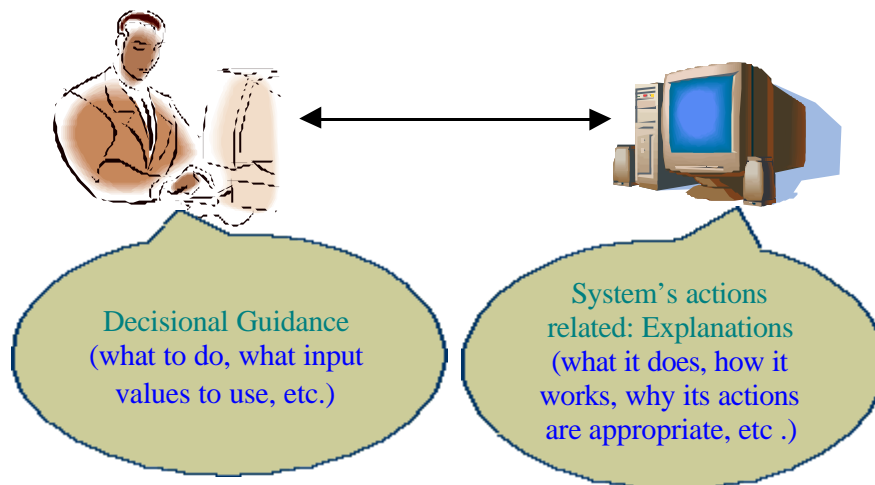 Decisional Guidance
(what to do, what input
values to use, etc.)
System’s actions
related: Explanations
(what it does, how it
works, why its actions
are appropriate, etc .)